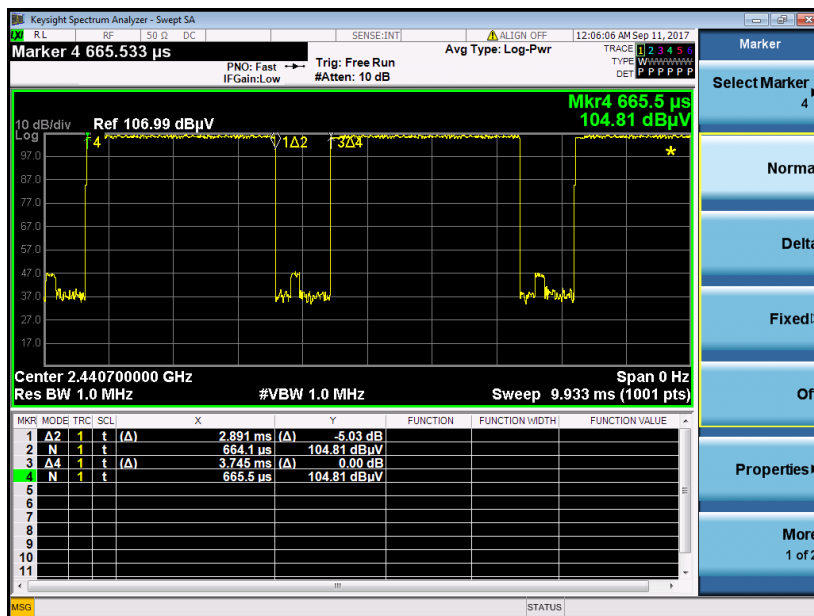 Keysight Spectrum Analyzer - Swept SA
LXI RL RF 50 Ω DC SENSE:INT ALIGN OFF 12:06:06 AM Sep 11, 2017
Marker 4 665.533 µs
PNO: Fast
IFGain:Low
Trig: Free Run
#Atten: 10 dB
Avg Type: Log-Pwr
TRACE 1 2 3 4 5 6
TYPE WWWWWW
DET P P P P P P
Mkr4 665.5 µs
104.81 dBµV
10 dB/div Ref 106.99 dBµV
Log
4 1Δ2 3Δ4
*
97.0
87.0
77.0
67.0
57.0
47.0
37.0
27.0
17.0
Center 2.440700000 GHz Span 0 Hz
Res BW 1.0 MHz #VBW 1.0 MHz Sweep 9.933 ms (1001 pts)
MKR MODE TRC SCL X Y FUNCTION FUNCTION WIDTH FUNCTION VALUE
1 Δ2 1 t (Δ) 2.891 ms (Δ) -5.03 dB
2 N 1 t 664.1 µs 104.81 dBµV
3 Δ4 1 t (Δ) 3.745 ms (Δ) 0.00 dB
4 N 1 t 665.5 µs 104.81 dBµV
5
6
7
8
9
10
11
MSG STATUS
Marker
Select Marker
4
Norma
Delta
Fixed
Of
Properties
More
1 of 2